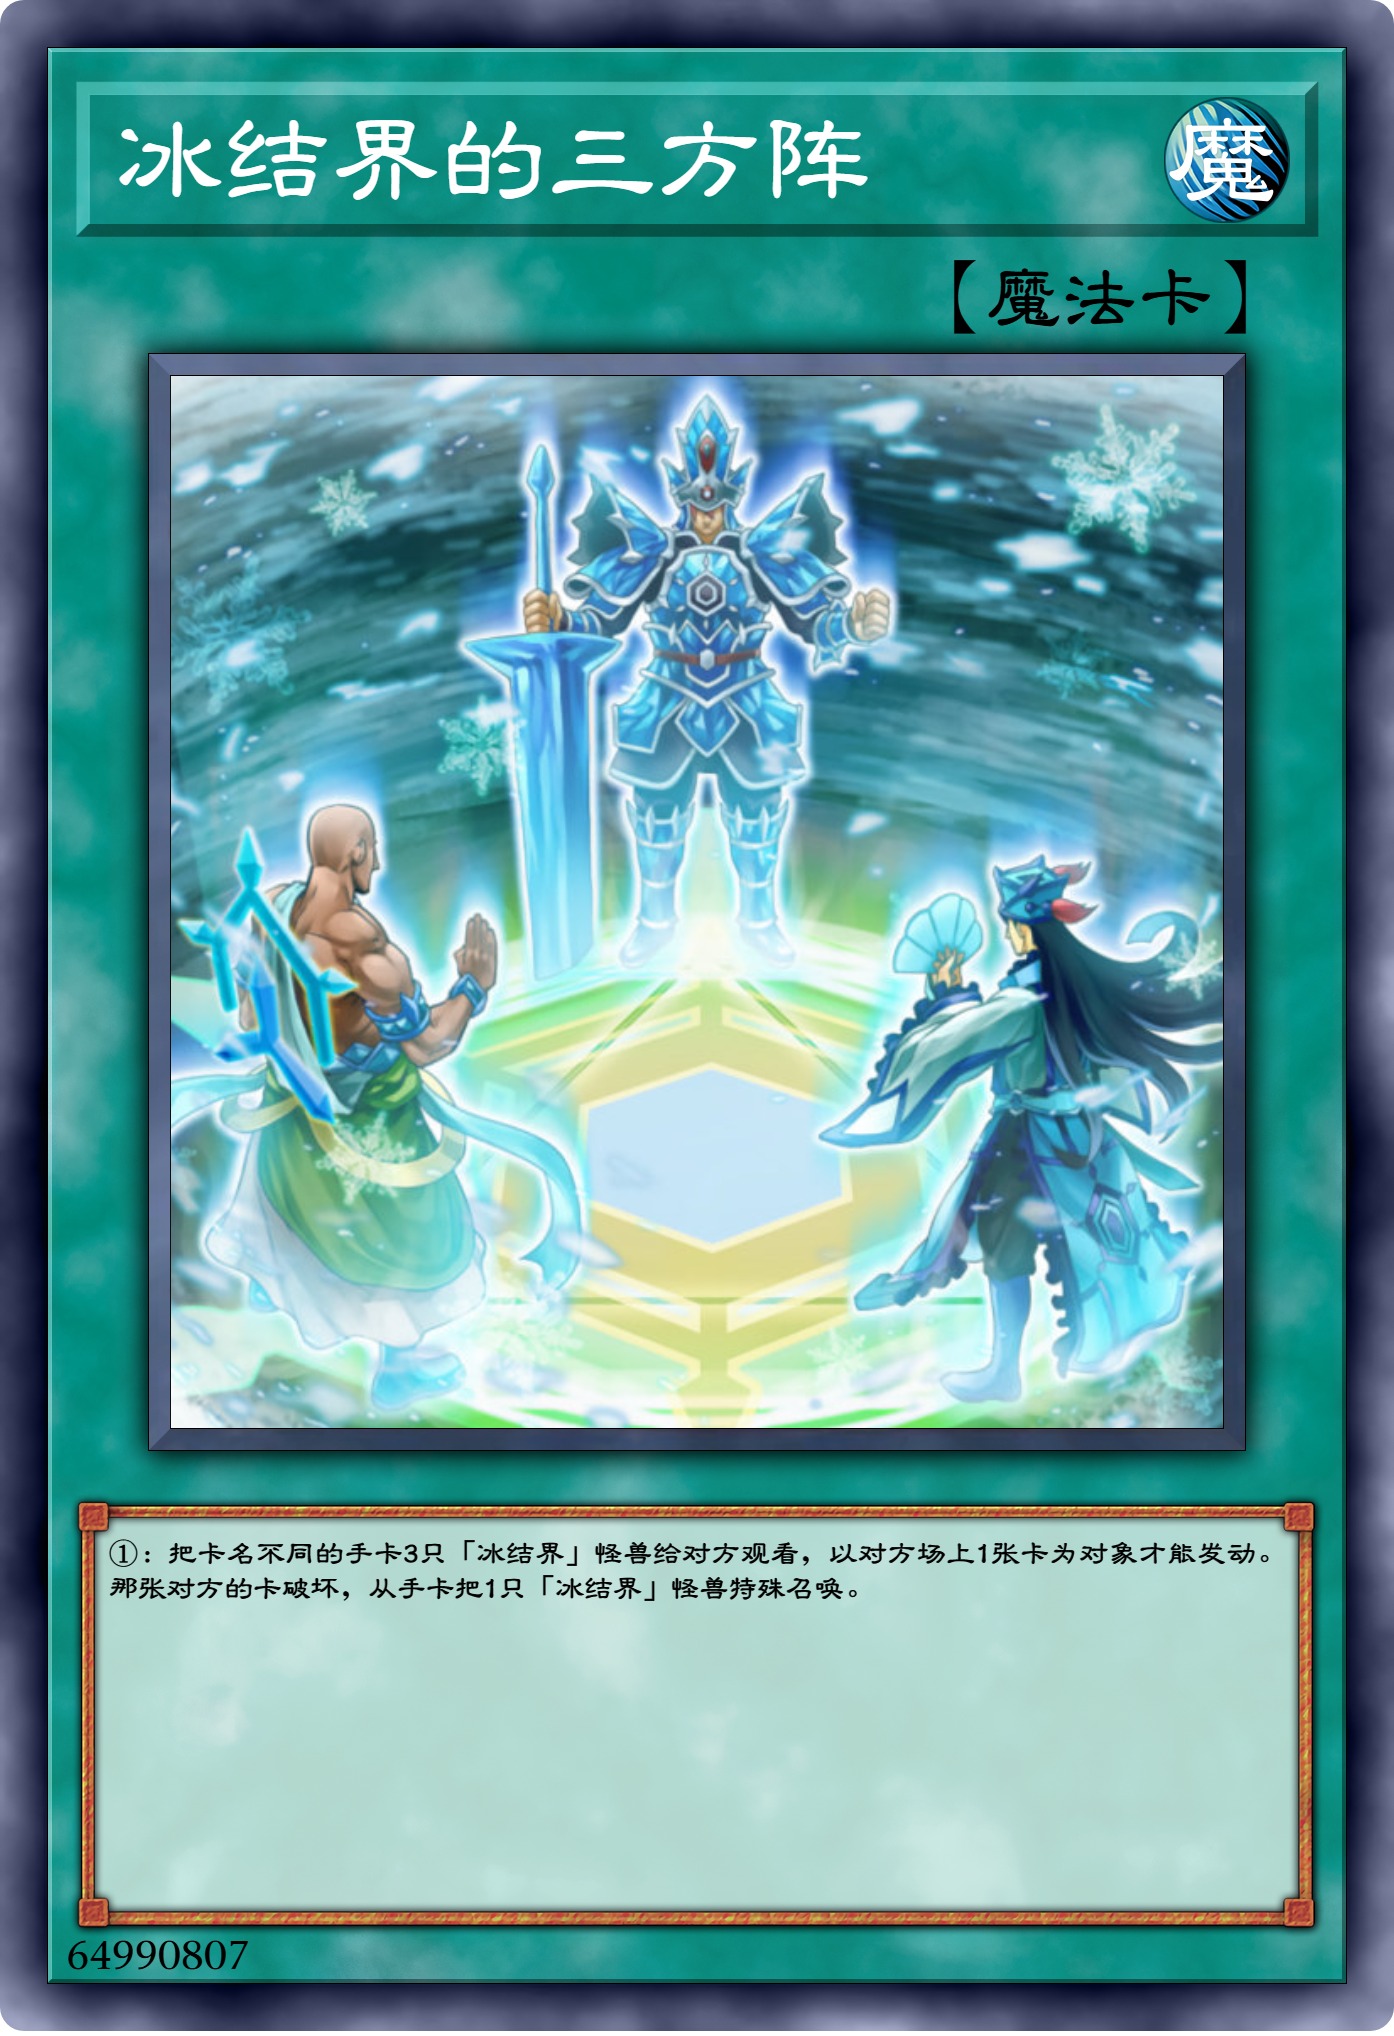 冰结界的三方阵
魔
【魔法卡】
①：把卡名不同的手卡3只「冰结界」怪兽给对方观看，以对方场上1张卡为对象才能发动。
那张对方的卡破坏，从手卡把1只「冰结界」怪兽特殊召唤。
64990807